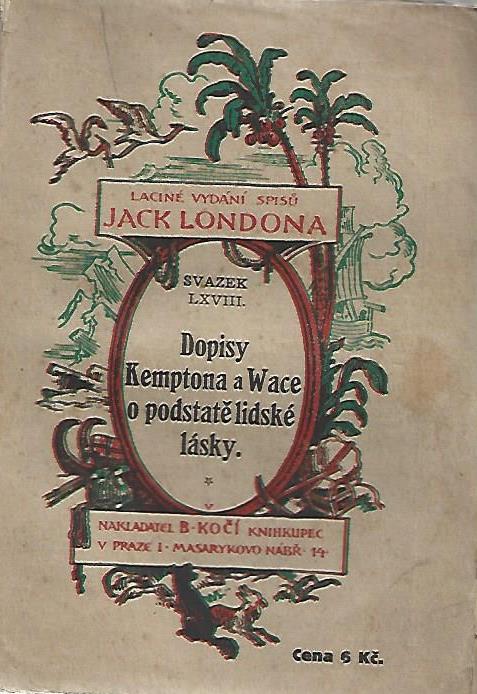 LACINÉ VYDÁNÍ SPISŮ
JACK LONDONA
SVAZEK
LXVIII.
Dopisy
Kemptona a Wace
o podstatě lidské
lásky.
*
NAKLADATEL B·KOČÍ KNIHKUPEC
V PRAZE I · MASARYKOVO NÁBŘ · 14·
Cena 6 Kč.